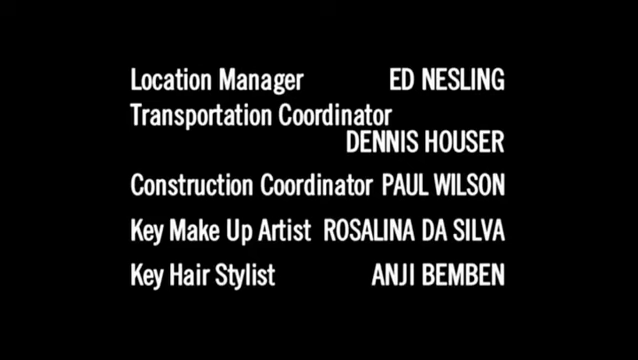 Location Manager ED NESLING
Transportation Coordinator
DENNIS HOUSER
Construction Coordinator PAUL WILSON
Key Make Up Artist ROSALINA DA SILVA
Key Hair Stylist ANJI BEMBEN